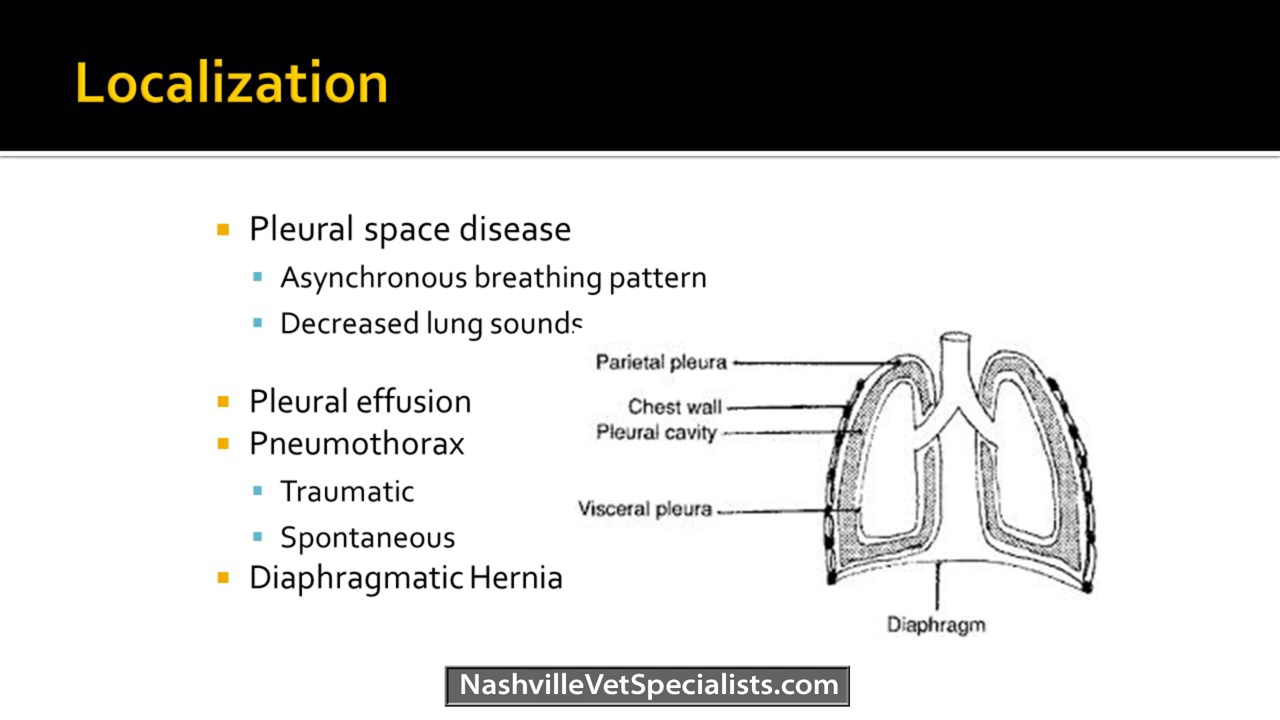 Localization
Pleural space disease
Asynchronous breathing pattern
Decreased lung sounds
Pleural effusion
Pneumothorax
Traumatic
Spontaneous
Diaphragmatic Hernia
Parietal pleura
Chest wall
Pleural cavity
Visceral pleura
Diaphragm
NashvilleVetSpecialists.com